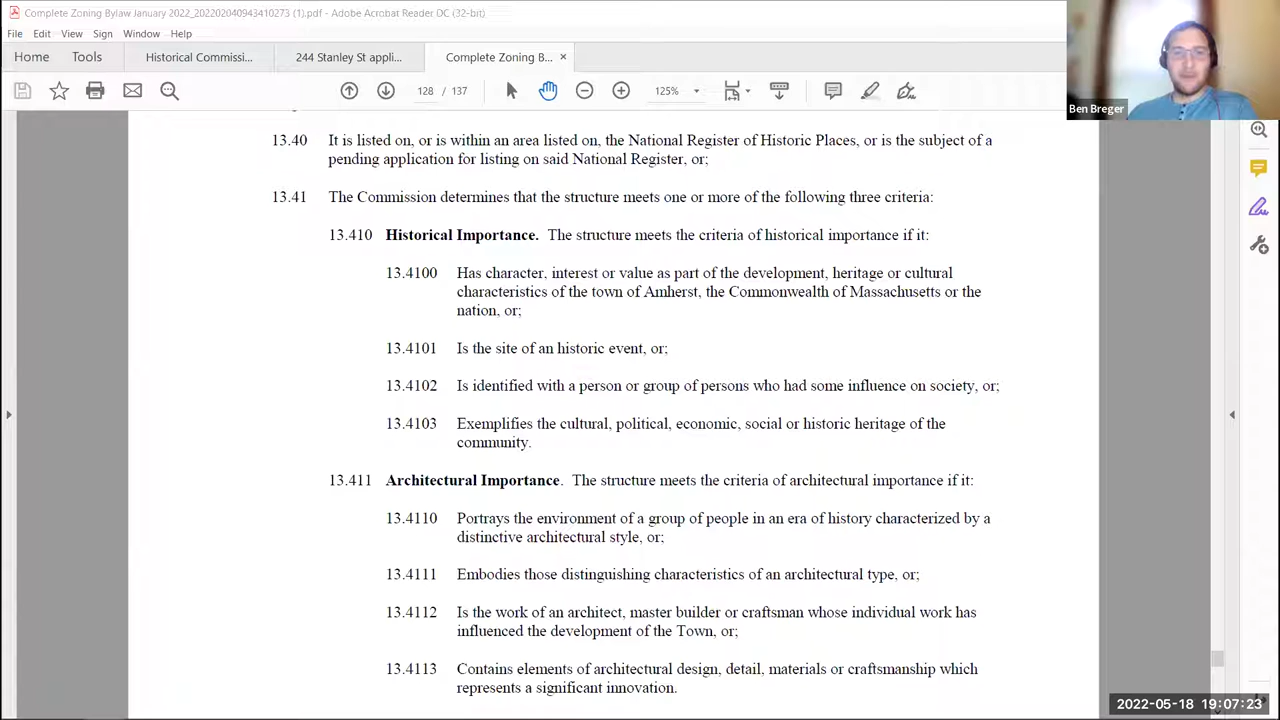 Complete Zoning Bylaw January 2022_202202040943410273 (1).pdf - Adobe Acrobat Reader DC (32-bit)
File Edit View Sign Window Help
Home Tools Historical Commissi... 244 Stanley St appli... Complete Zoning B... ×
128 / 137 125%
Ben Breger
13.40 It is listed on, or is within an area listed on, the National Register of Historic Places, or is the subject of a
pending application for listing on said National Register, or;
13.41 The Commission determines that the structure meets one or more of the following three criteria:
13.410 Historical Importance. The structure meets the criteria of historical importance if it:
13.4100 Has character, interest or value as part of the development, heritage or cultural
characteristics of the town of Amherst, the Commonwealth of Massachusetts or the
nation, or;
13.4101 Is the site of an historic event, or;
13.4102 Is identified with a person or group of persons who had some influence on society, or;
13.4103 Exemplifies the cultural, political, economic, social or historic heritage of the
community.
13.411 Architectural Importance. The structure meets the criteria of architectural importance if it:
13.4110 Portrays the environment of a group of people in an era of history characterized by a
distinctive architectural style, or;
13.4111 Embodies those distinguishing characteristics of an architectural type, or;
13.4112 Is the work of an architect, master builder or craftsman whose individual work has
influenced the development of the Town, or;
13.4113 Contains elements of architectural design, detail, materials or craftsmanship which
represents a significant innovation.
2022-05-18 19:07:23